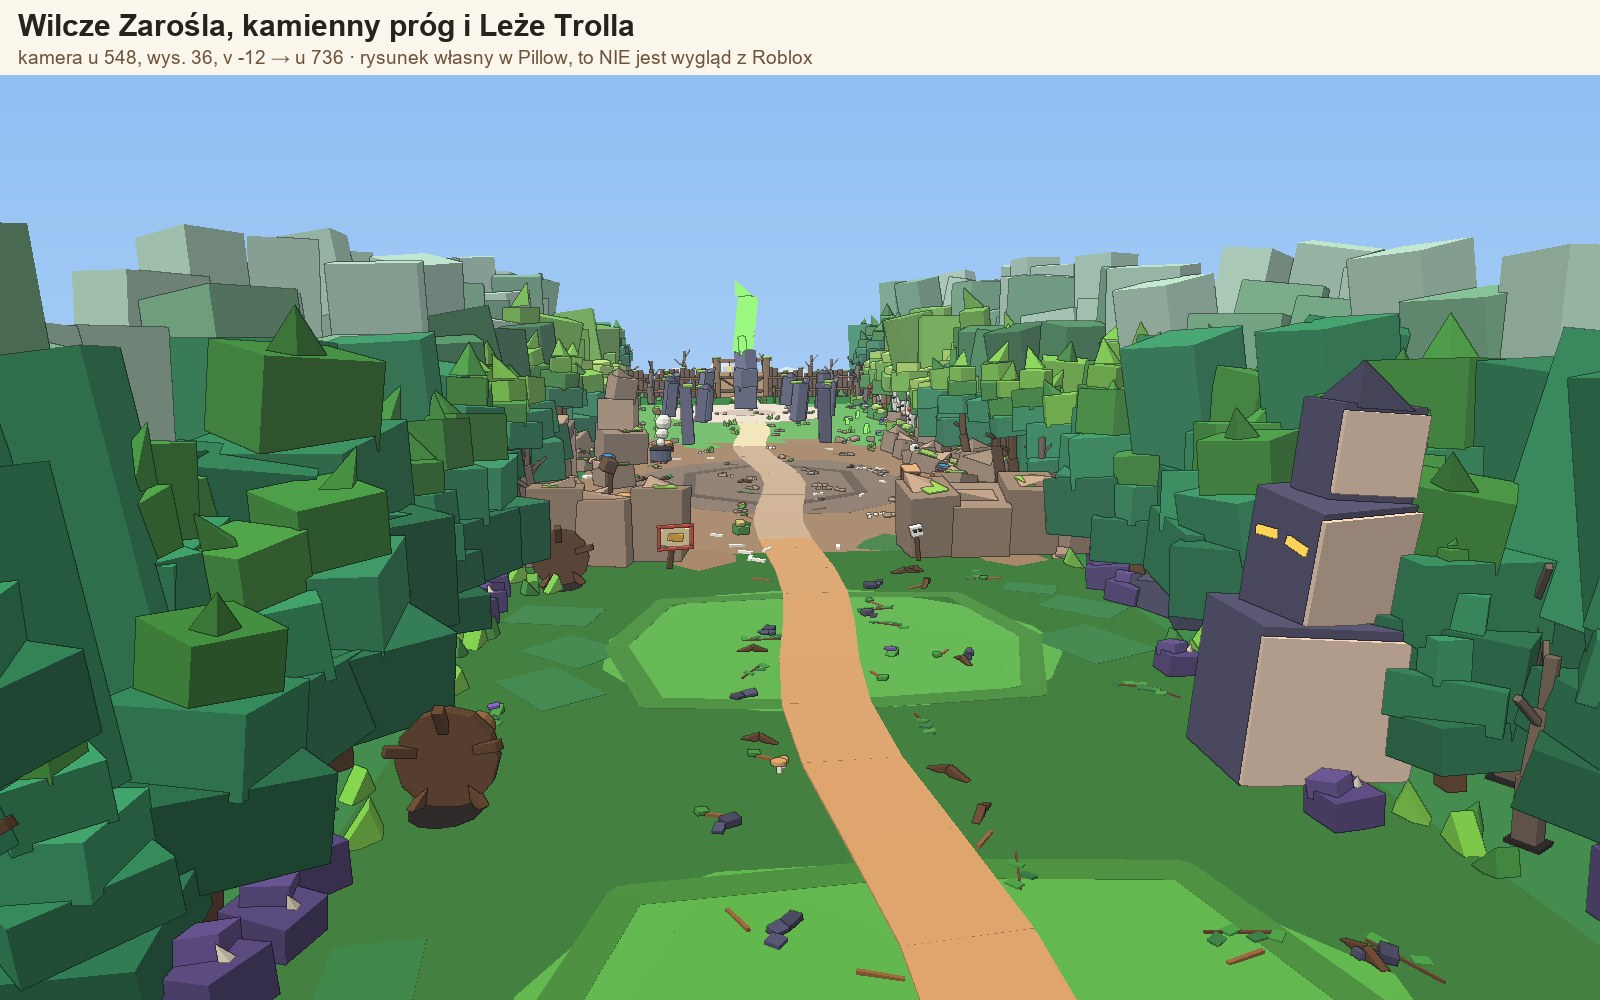 Wilcze Zarośla, kamienny próg i Leże Trolla
kamera u 548, wys. 36, v -12 → u 736 · rysunek własny w Pillow, to NIE jest wygląd z Roblox